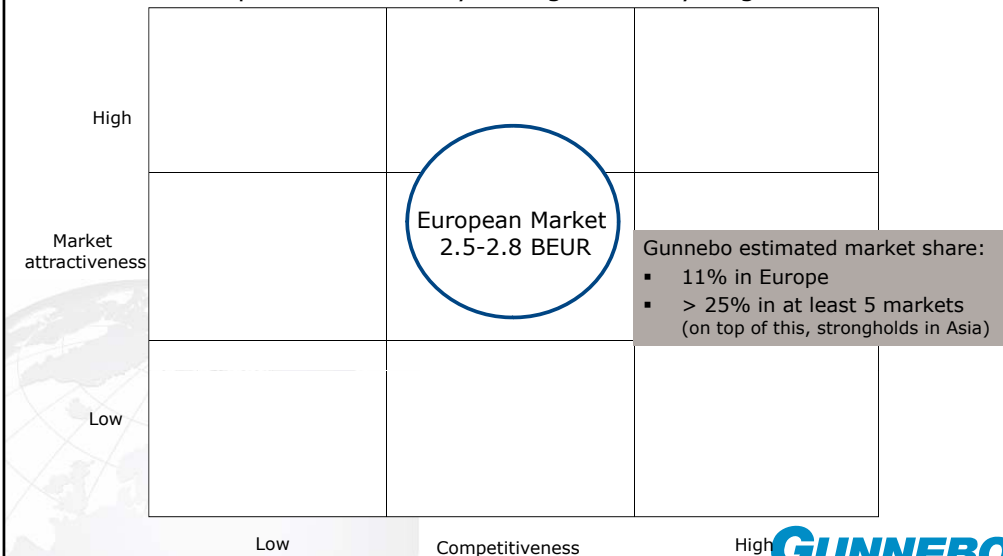 High
European Market
2.5-2.8 BEUR
Market
attractiveness
Gunnebo estimated market share:
▪ 11% in Europe
▪ > 25% in at least 5 markets
(on top of this, strongholds in Asia)
Low
Low
Competitiveness
High
GUNNEBO